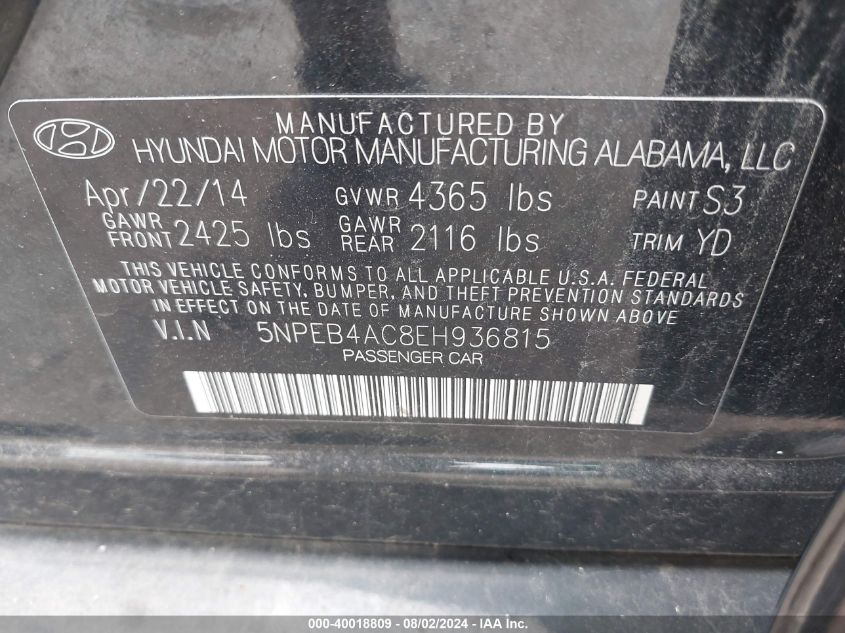 MANUFACTURED BY
HYUNDAI MOTOR MANUFACTURING ALABAMA, LLC
Apr/22/14 GVWR 4365 lbs PAINT S3
GAWR FRONT 2425 lbs GAWR REAR 2116 lbs TRIM YD
THIS VEHICLE CONFORMS TO ALL APPLICABLE U.S.A. FEDERAL
MOTOR VEHICLE SAFETY, BUMPER, AND THEFT PREVENTION STANDARDS
IN EFFECT ON THE DATE OF MANUFACTURE SHOWN ABOVE.
V.I.N 5NPEB4AC8EH936815
PASSENGER CAR
000-40018809 - 08/02/2024 - IAA Inc.